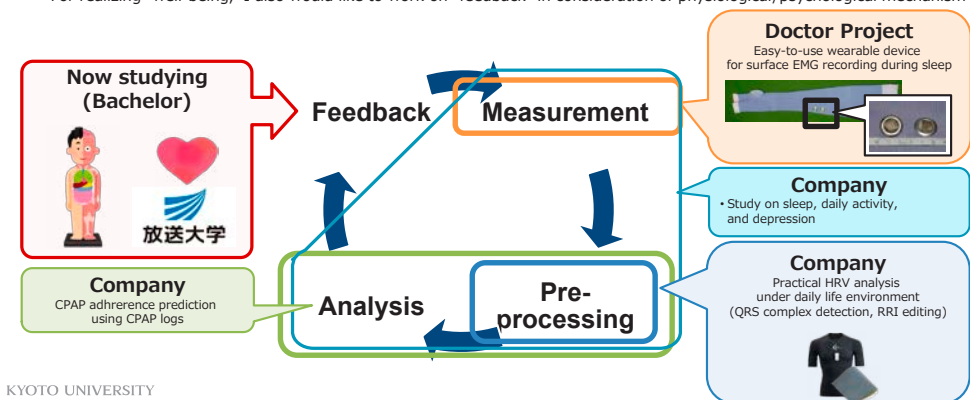 For realizing "well-being," I also would like to work on "feedback" in consideration of physiological/psychological mechanism
Now studying
(Bachelor)
放送大学
Feedback
Measurement
Doctor Project
Easy-to-use wearable device
for surface EMG recording during sleep
Company
• Study on sleep, daily activity,
and depression
Company
CPAP adhrerence prediction
using CPAP logs
Analysis
Pre-
processing
Company
Practical HRV analysis
under daily life environment
(QRS complex detection, RRI editing)
KYOTO UNIVERSITY